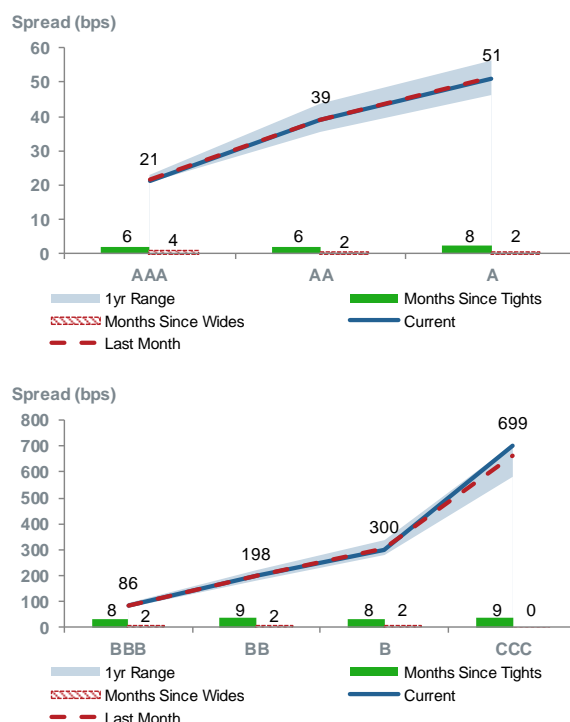 Spread (bps)
60
50
40
30
20
10
0
21
39
51
6
4
6
2
8
2
AAA
AA
A
1yr Range
Months Since Tights
Months Since Wides
Current
Last Month
Spread (bps)
800
700
600
500
400
300
200
100
0
86
198
300
699
8
2
9
2
8
2
9
0
BBB
BB
B
CCC
1yr Range
Months Since Tights
Months Since Wides
Current
Last Month